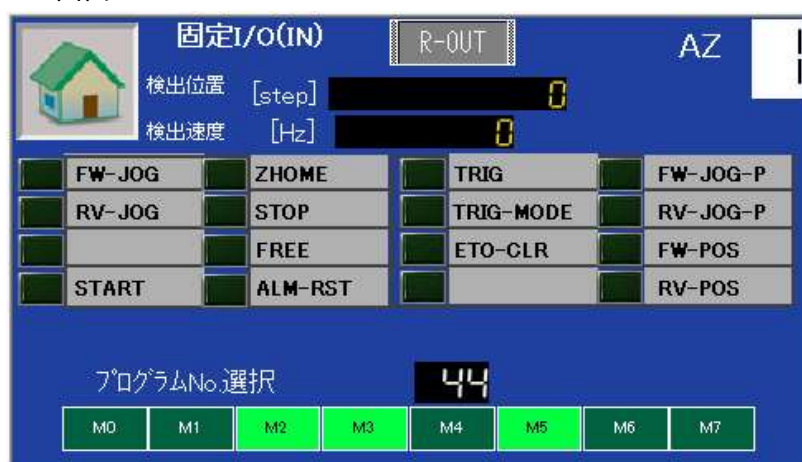 固定I/O(IN)
R-OUT
AZ
検出位置 [step] 0
検出速度 [Hz] 0
FW-JOG ZHOME TRIG FW-JOG-P
RV-JOG STOP TRIG-MODE RV-JOG-P
FREE ETO-CLR FW-POS
START ALM-RST RV-POS
プログラムNo.選択 44
M0 M1 M2 M3 M4 M5 M6 M7